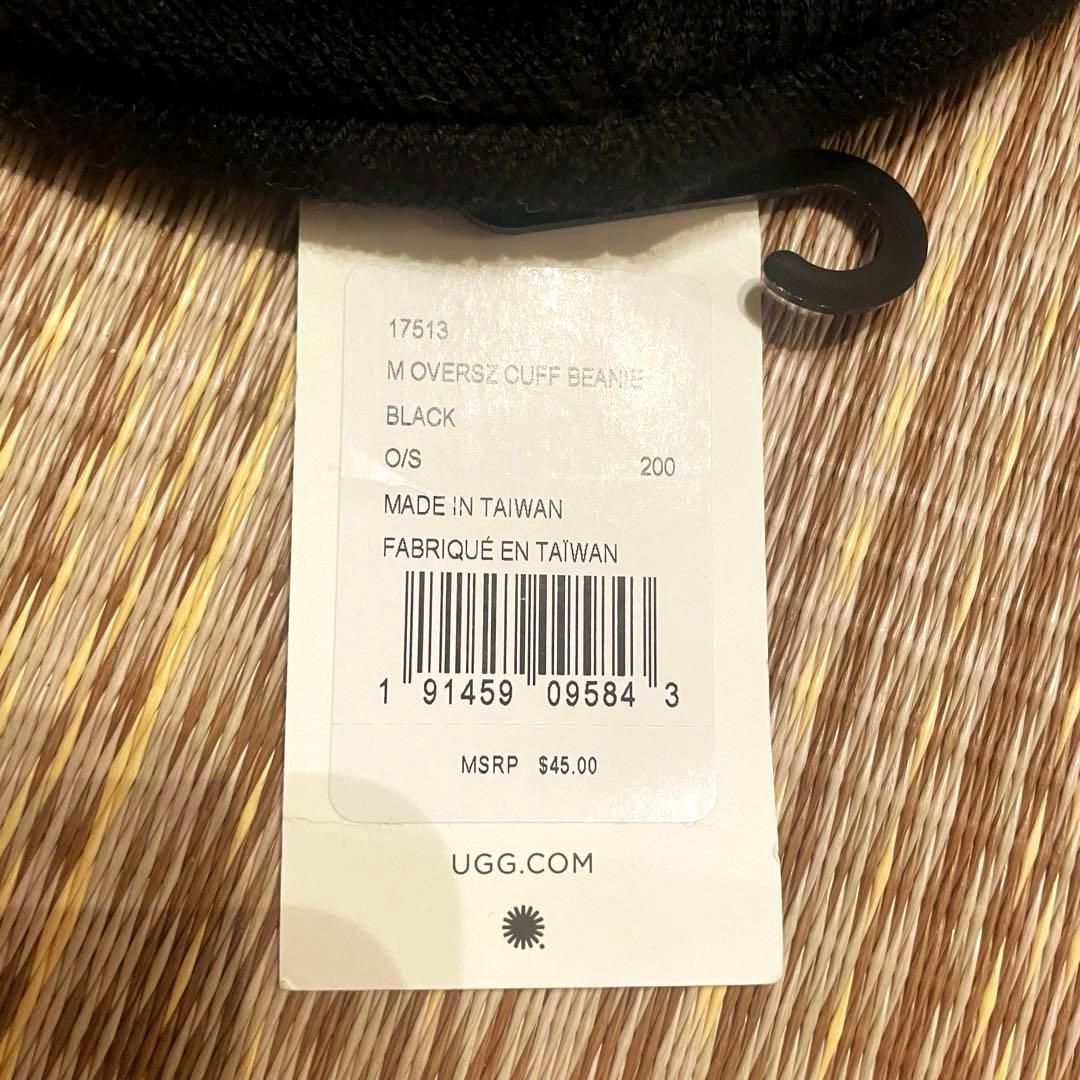 17513
M OVERSZ CUFF BEANIE
BLACK
O/S 200
MADE IN TAIWAN
FABRIQUÉ EN TAÏWAN
1 91459 09584 3
MSRP $45.00
UGG.COM